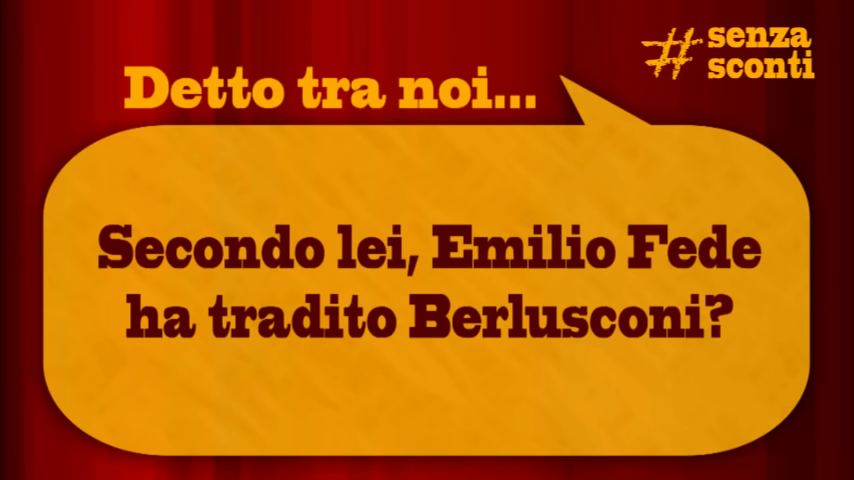 #senza
sconti
Detto tra noi...
Secondo lei, Emilio Fede
ha tradito Berlusconi?